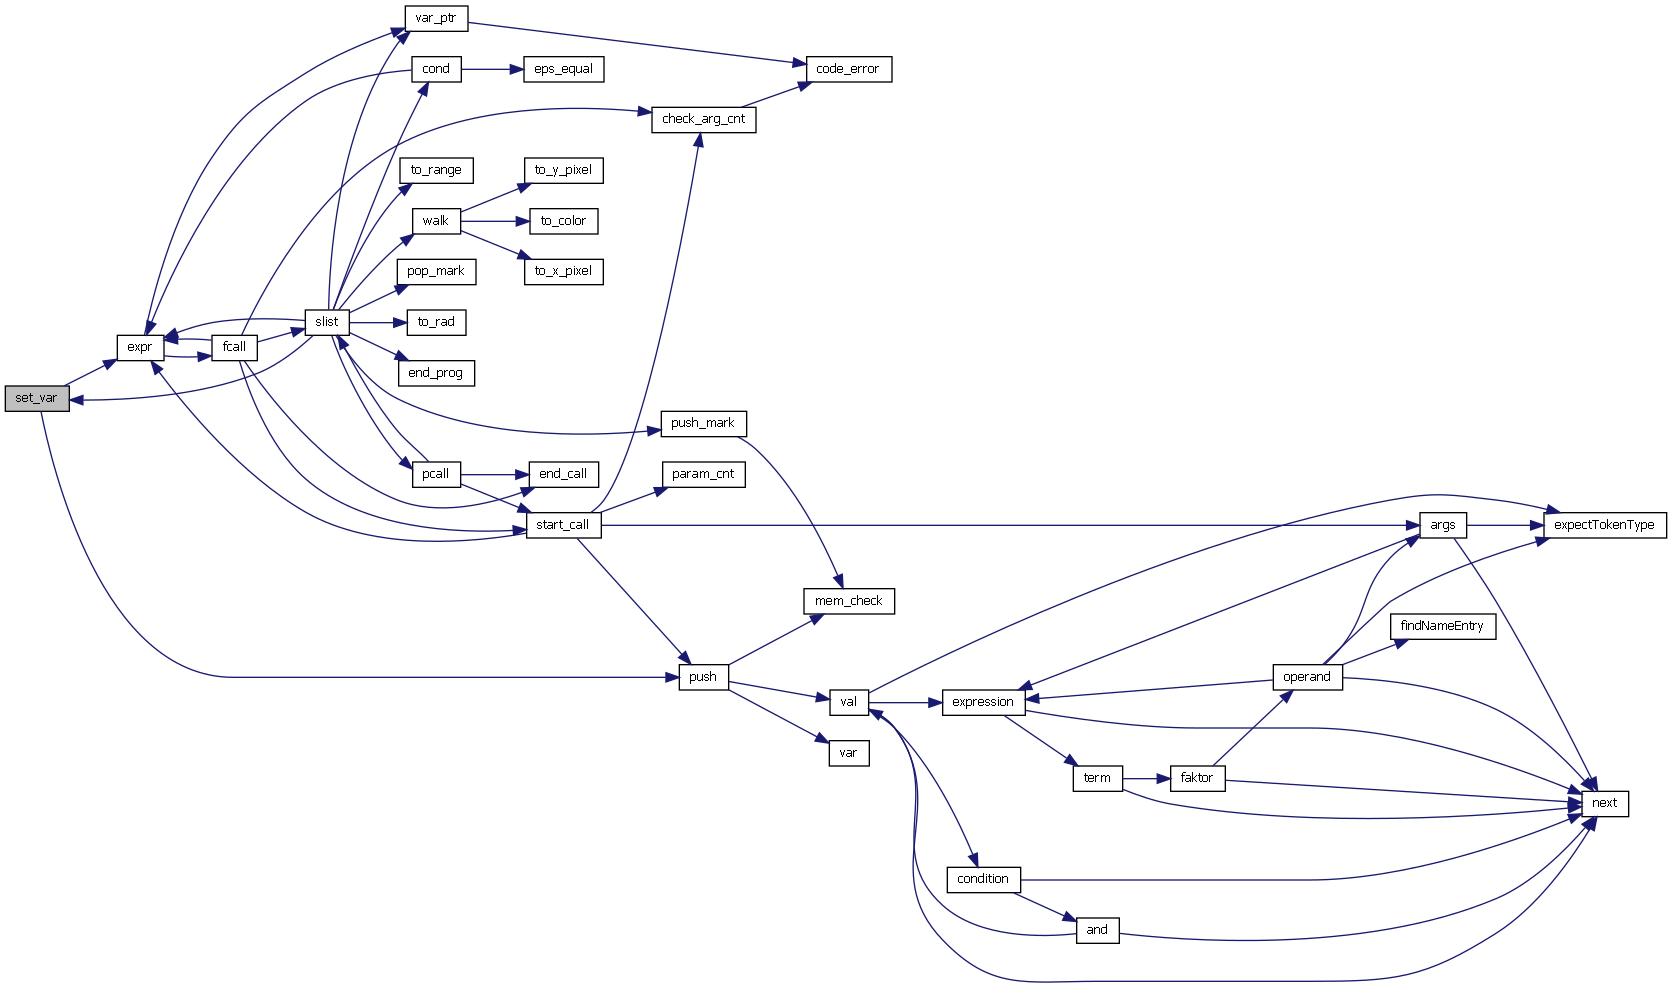 var_ptr
cond
eps_equal
code_error
check_arg_cnt
to_range
to_y_pixel
walk
to_color
pop_mark
to_x_pixel
slist
to_rad
expr
fcall
end_prog
set_var
push_mark
pcall
end_call
param_cnt
start_call
args
expectTokenType
mem_check
findNameEntry
push
operand
val
expression
var
term
faktor
next
condition
and